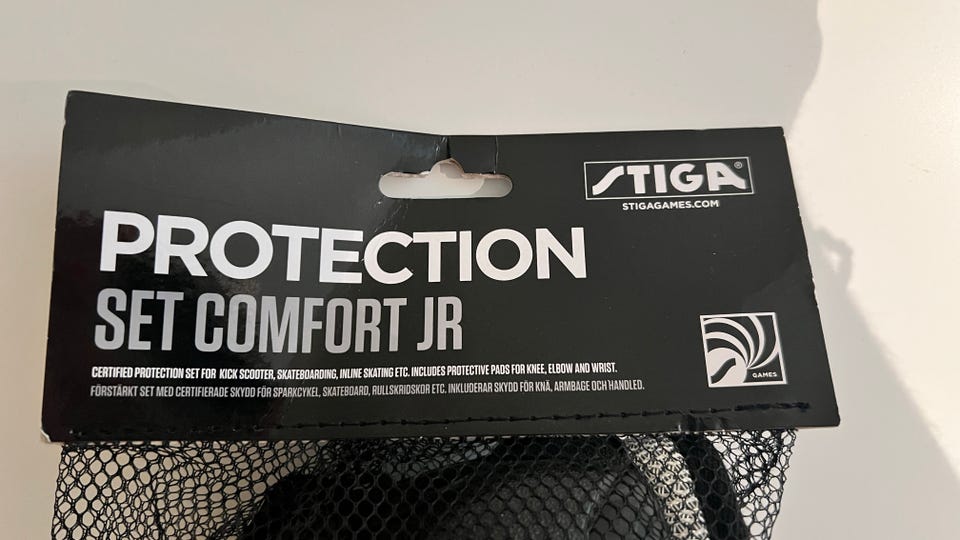 STIGA®
STIGAGAMES.COM
PROTECTION
SET COMFORT JR
CERTIFIED PROTECTION SET FOR KICK SCOOTER, SKATEBOARDING, INLINE SKATING ETC. INCLUDES PROTECTIVE PADS FOR KNEE, ELBOW AND WRIST.
FÖRSTÄRKT SET MED CERTIFIERADE SKYDD FÖR SPARKCYKEL, SKATEBOARD, RULLSKRIDSKOR ETC. INKLUDERAR SKYDD FÖR KNÄ, ARMBAGE OCH HANDLED.
GAMES